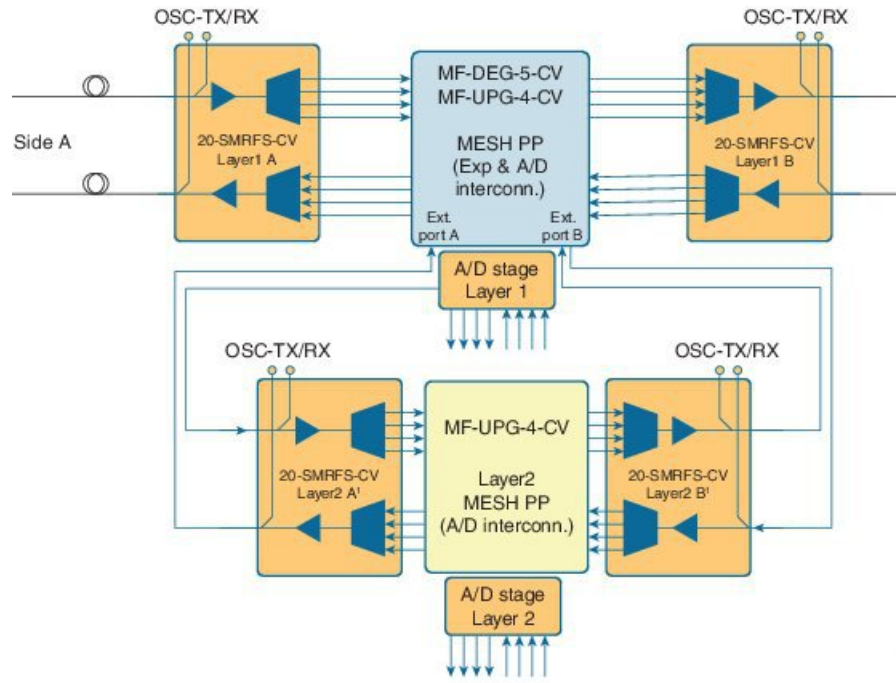 OSC-TX/RX
OSC-TX/RX
MF-DEG-5-CV
MF-UPG-4-CV
Side A
20-SMRFS-CV
Layer1 A
MESH PP
(Exp & A/D
interconn.)
20-SMRFS-CV
Layer1 B
Ext.
port A
Ext.
port B
A/D stage
Layer 1
OSC-TX/RX
OSC-TX/RX
MF-UPG-4-CV
20-SMRFS-CV
Layer2 A'
Layer2
MESH PP
(A/D interconn.)
20-SMRFS-CV
Layer2 B'
A/D stage
Layer 2